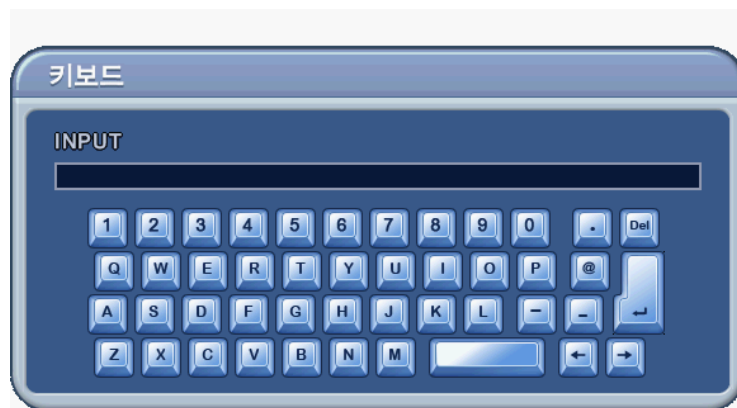 키보드
INPUT
1 2 3 4 5 6 7 8 9 0 . Del
Q W E R T Y U I O P @
A S D F G H J K L - _ ↵
Z X C V B N M ← →